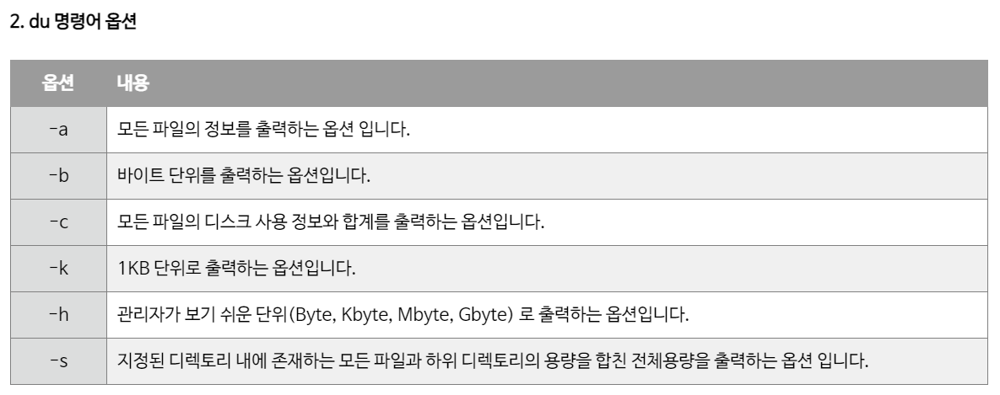 2. du 명령어 옵션
옵션 내용
-a 모든 파일의 정보를 출력하는 옵션 입니다.
-b 바이트 단위를 출력하는 옵션입니다.
-c 모든 파일의 디스크 사용 정보와 합계를 출력하는 옵션입니다.
-k 1KB 단위로 출력하는 옵션입니다.
-h 관리자가 보기 쉬운 단위(Byte, Kbyte, Mbyte, Gbyte) 로 출력하는 옵션입니다.
-s 지정된 디렉토리 내에 존재하는 모든 파일과 하위 디렉토리의 용량을 합친 전체용량을 출력하는 옵션 입니다.